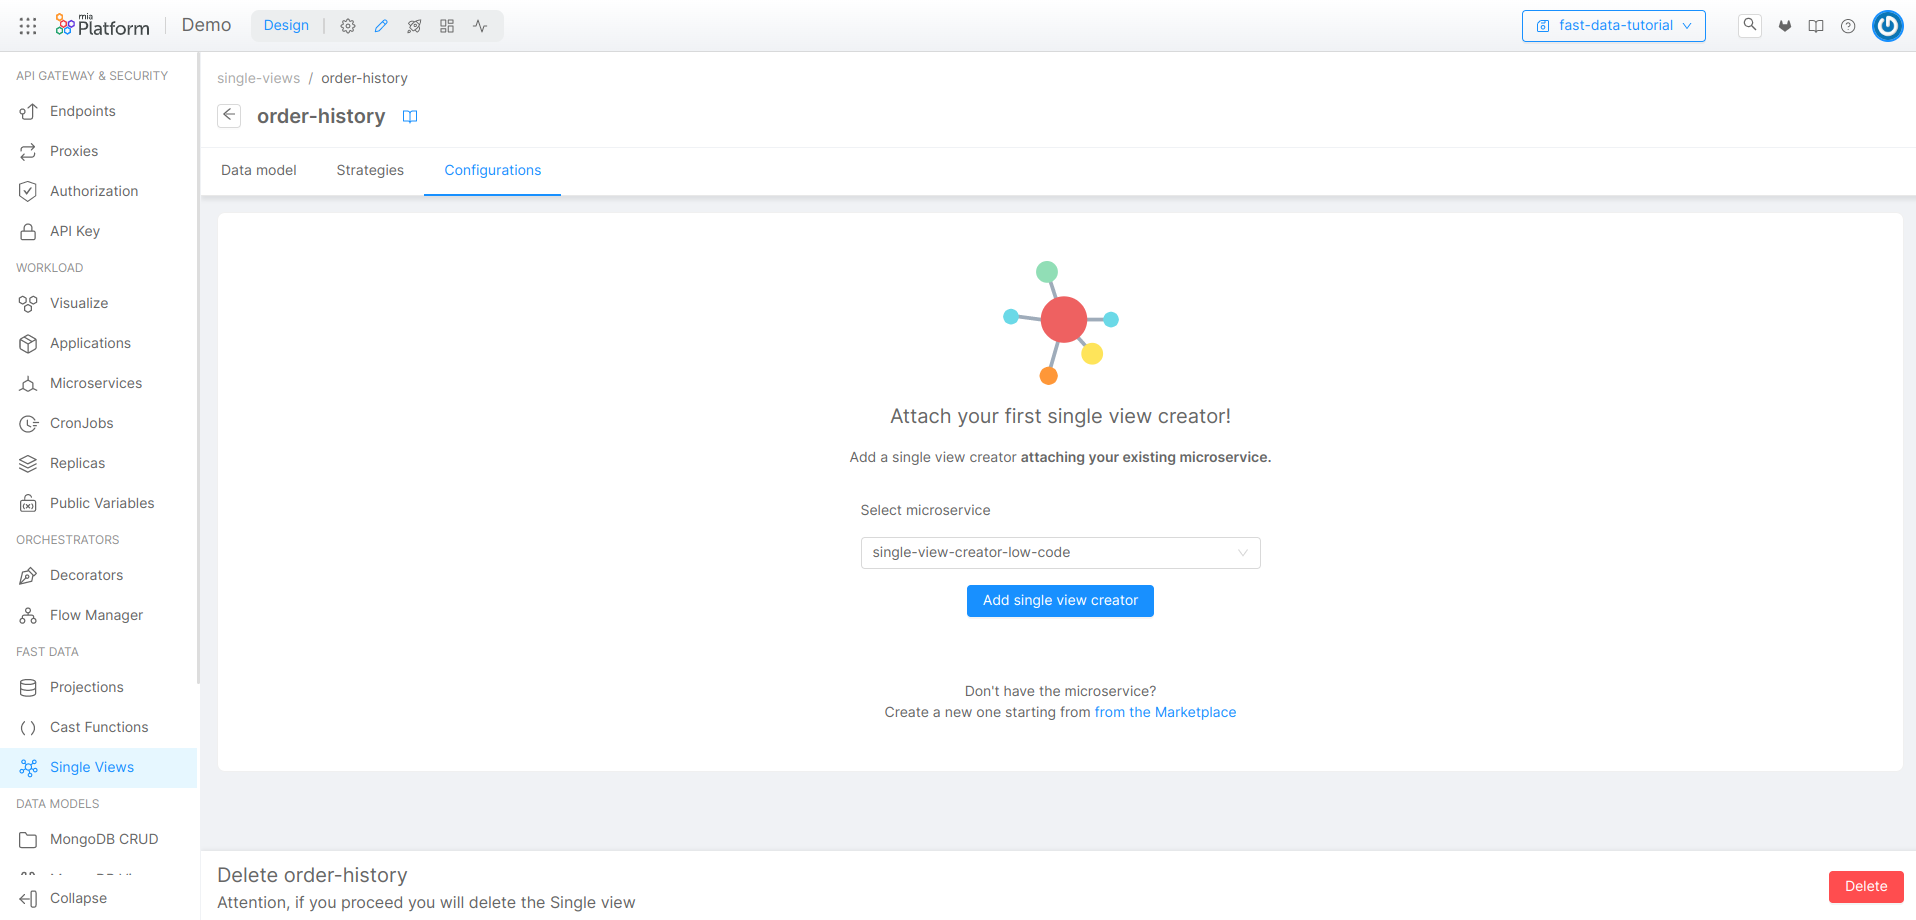 mia Platform
Demo
Design
fast-data-tutorial
API GATEWAY & SECURITY
Endpoints
Proxies
Authorization
API Key
WORKLOAD
Visualize
Applications
Microservices
CronJobs
Replicas
Public Variables
ORCHESTRATORS
Decorators
Flow Manager
FAST DATA
Projections
Cast Functions
Single Views
DATA MODELS
MongoDB CRUD
Collapse
single-views / order-history
order-history
Data model
Strategies
Configurations
Attach your first single view creator!
Add a single view creator attaching your existing microservice.
Select microservice
single-view-creator-low-code
Add single view creator
Don't have the microservice?
Create a new one starting from from the Marketplace
Delete order-history
Attention, if you proceed you will delete the Single view
Delete